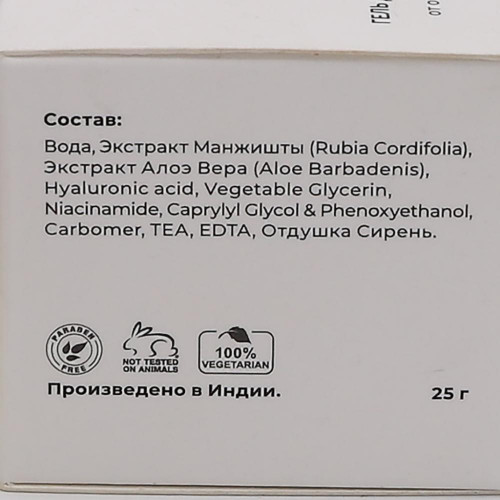 ГЕЛЬ
Состав:
Вода, Экстракт Манжишты (Rubia Cordifolia),
Экстракт Алоэ Вера (Aloe Barbadenis),
Hyaluronic acid, Vegetable Glycerin,
Niacinamide, Caprylyl Glycol & Phenoxyethanol,
Carbomer, TEA, EDTA, Отдушка Сирень.
PARABEN
FREE
NOT TESTED
ON ANIMALS
100%
VEGETARIAN
Произведено в Индии.
25 г